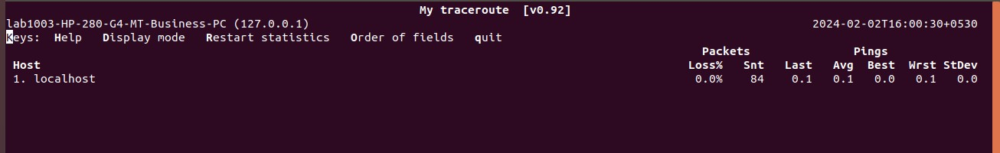 My traceroute  [v0.92]
lab1003-HP-280-G4-MT-Business-PC (127.0.0.1) 2024-02-02T16:00:30+0530
Keys:  Help   Display mode   Restart statistics   Order of fields   quit
Packets Pings
Host Loss% Snt Last Avg Best Wrst StDev
1. localhost 0.0% 84 0.1 0.1 0.0 0.1 0.0